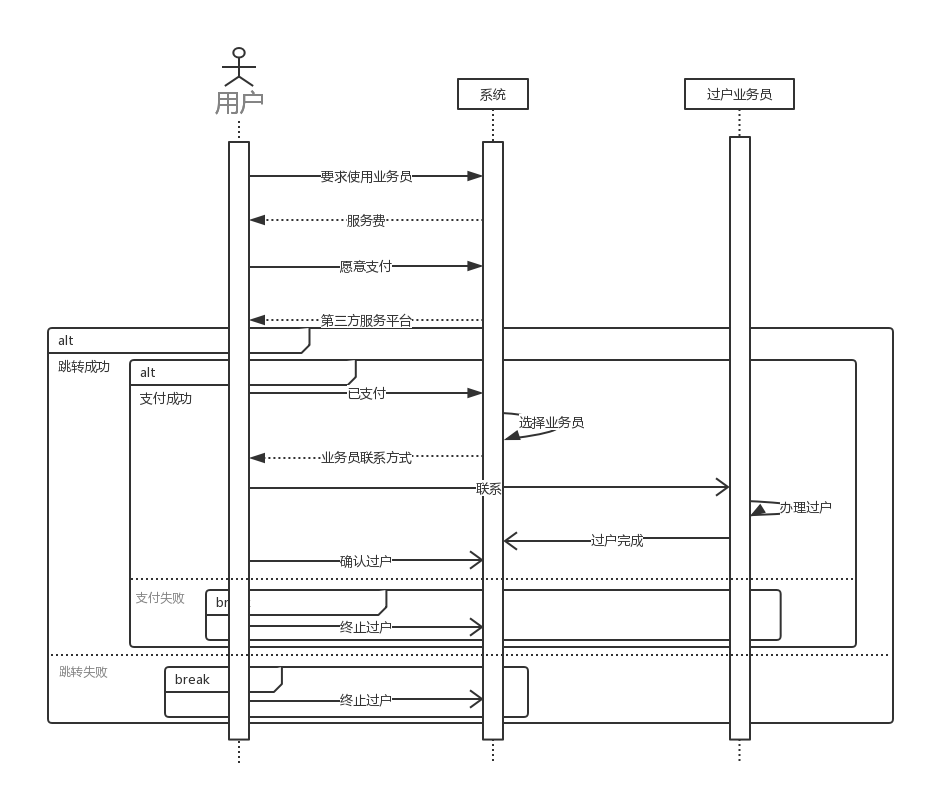 用户
系统
过户业务员
要求使用业务员
服务费
愿意支付
第三方服务平台
alt
跳转成功
alt
支付成功
已支付
选择业务员
业务员联系方式
联系
办理过户
过户完成
确认过户
支付失败
br
终止过户
跳转失败
break
终止过户